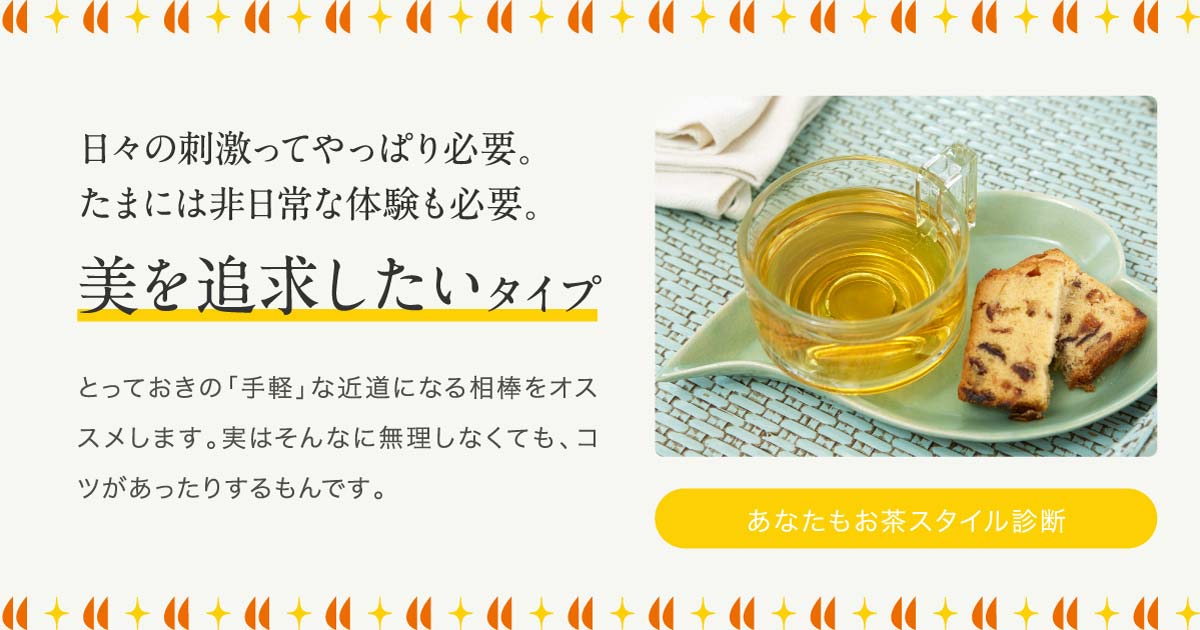 日々の刺激ってやっぱり必要。
たまには非日常な体験も必要。
美を追求したいタイプ
とっておきの「手軽」な近道になる相棒をオス
スメします。実はそんなに無理しなくても、コ
ツがあったりするもんです。
あなたもお茶スタイル診断